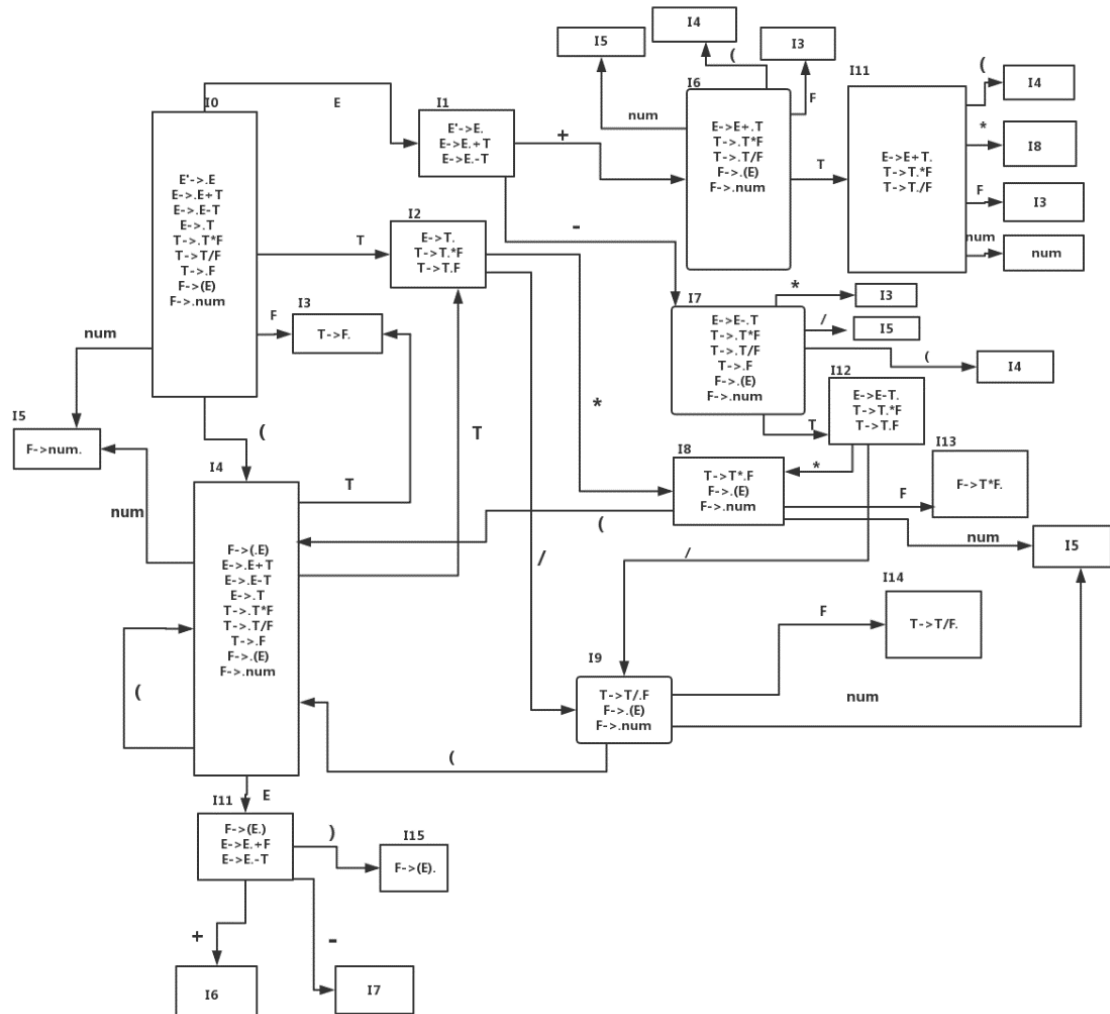 I0
E'->.E
E->.E+T
E->.E-T
E->.T
T->.T*F
T->.T/F
T->.F
F->(E)
F->.num
E
T
F
num
(
I1
E'->E.
E->E.+T
E->E.-T
+
-
I2
E->T.
T->T.*F
T->T.F
*
/
I3
T->F.
I5
F->num.
I4
F->(.E)
E->.E+T
E->.E-T
E->.T
T->.T*F
T->.T/F
T->.F
F->.(E)
F->.num
num
T
T
(
E
I11
F->(E.)
E->E.+F
E->E.-T
)
I15
F->(E).
+
I6
-
I7
I6
E->E+.T
T->.T*F
T->.T/F
F->.(E)
F->.num
num
I5
(
I4
F
I3
T
I11
E->E+T.
T->T.*F
T->T./F
(
I4
*
I8
F
I3
num
num
I7
E->E-.T
T->.T*F
T->.T/F
T->.F
F->.(E)
F->.num
*
I3
/
I5
(
I4
T
I12
E->E-T.
T->T.*F
T->T.F
*
/
I8
T->T*.F
F->.(E)
F->.num
(
F
I13
F->T*F.
num
I5
I9
T->T/.F
F->.(E)
F->.num
(
F
I14
T->T/F.
num